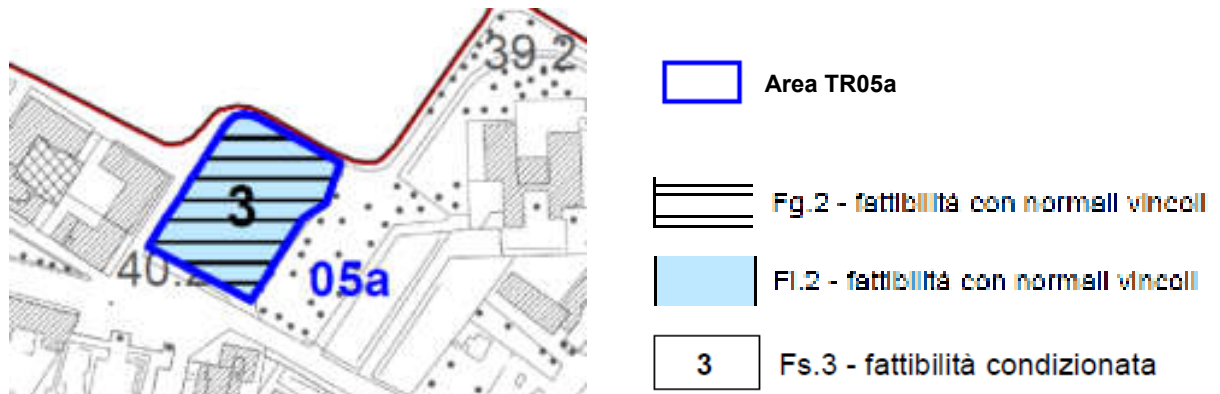 39 2
3
40.2
05a
Area TR05a
Fg.2 - fattibilità con normali vincoli
FI.2 - fattibilità con normali vincoli
3 Fs.3 - fattibilità condizionata